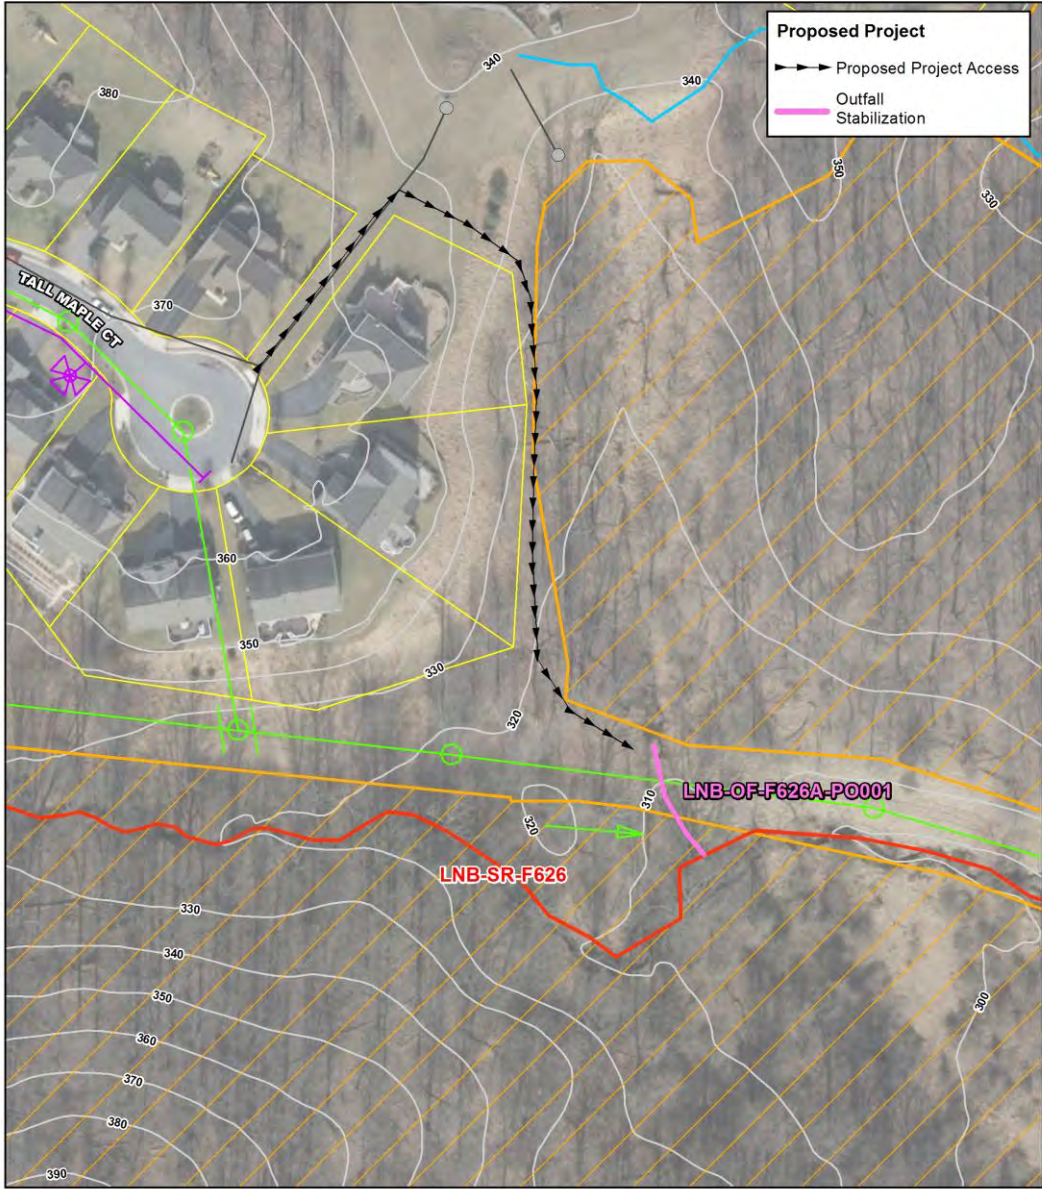 Proposed Project
Proposed Project Access
Outfall
Stabilization
340
340
380
350
330
TALL MAPLE CT
370
360
350
330
320
310
LNB-OF-F626A-PO001
320
LNB-SR-F626
330
340
350
300
360
370
380
390